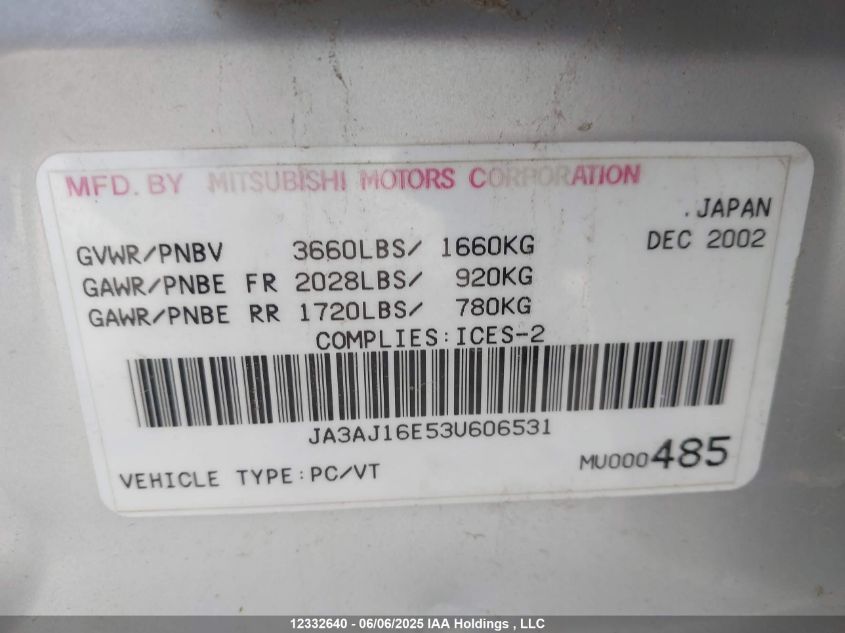 MFD. BY MITSUBISHI MOTORS CORPORATION
JAPAN
GVWR/PNBV 3660LBS/ 1660KG DEC 2002
GAWR/PNBE FR 2028LBS/ 920KG
GAWR/PNBE RR 1720LBS/ 780KG
COMPLIES:ICES-2
JA3AJ16E53U606531
VEHICLE TYPE:PC/VT MU000485
12332640 - 06/06/2025 IAA Holdings , LLC